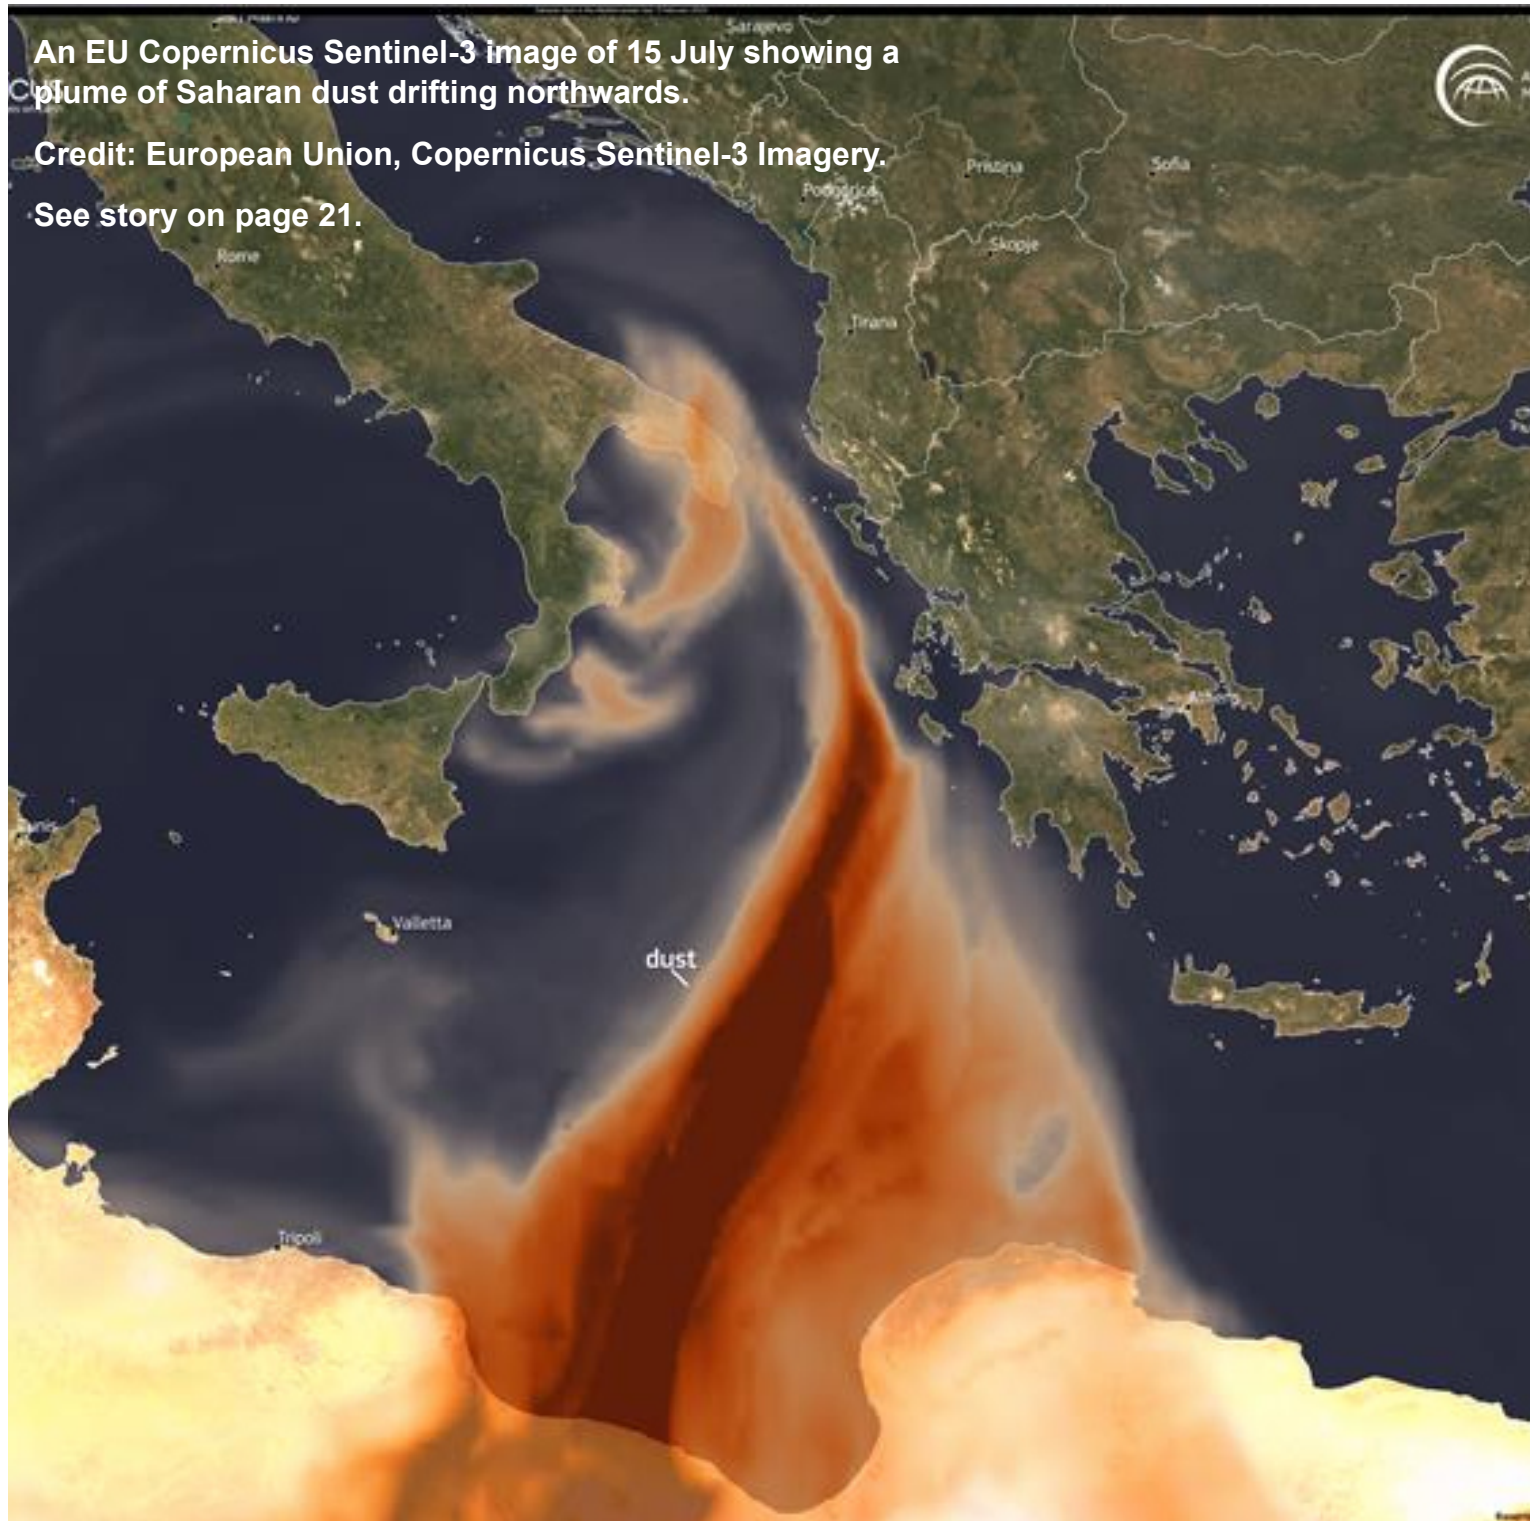 Sarajevo
An EU Copernicus Sentinel-3 image of 15 July showing a
plume of Saharan dust drifting northwards.
Credit: European Union, Copernicus Sentinel-3 Imagery.
See story on page 21.
Pristina
Sofia
Podgorica
Skopje
Rome
Tirana
Athens
Valletta
dust
Tripoli